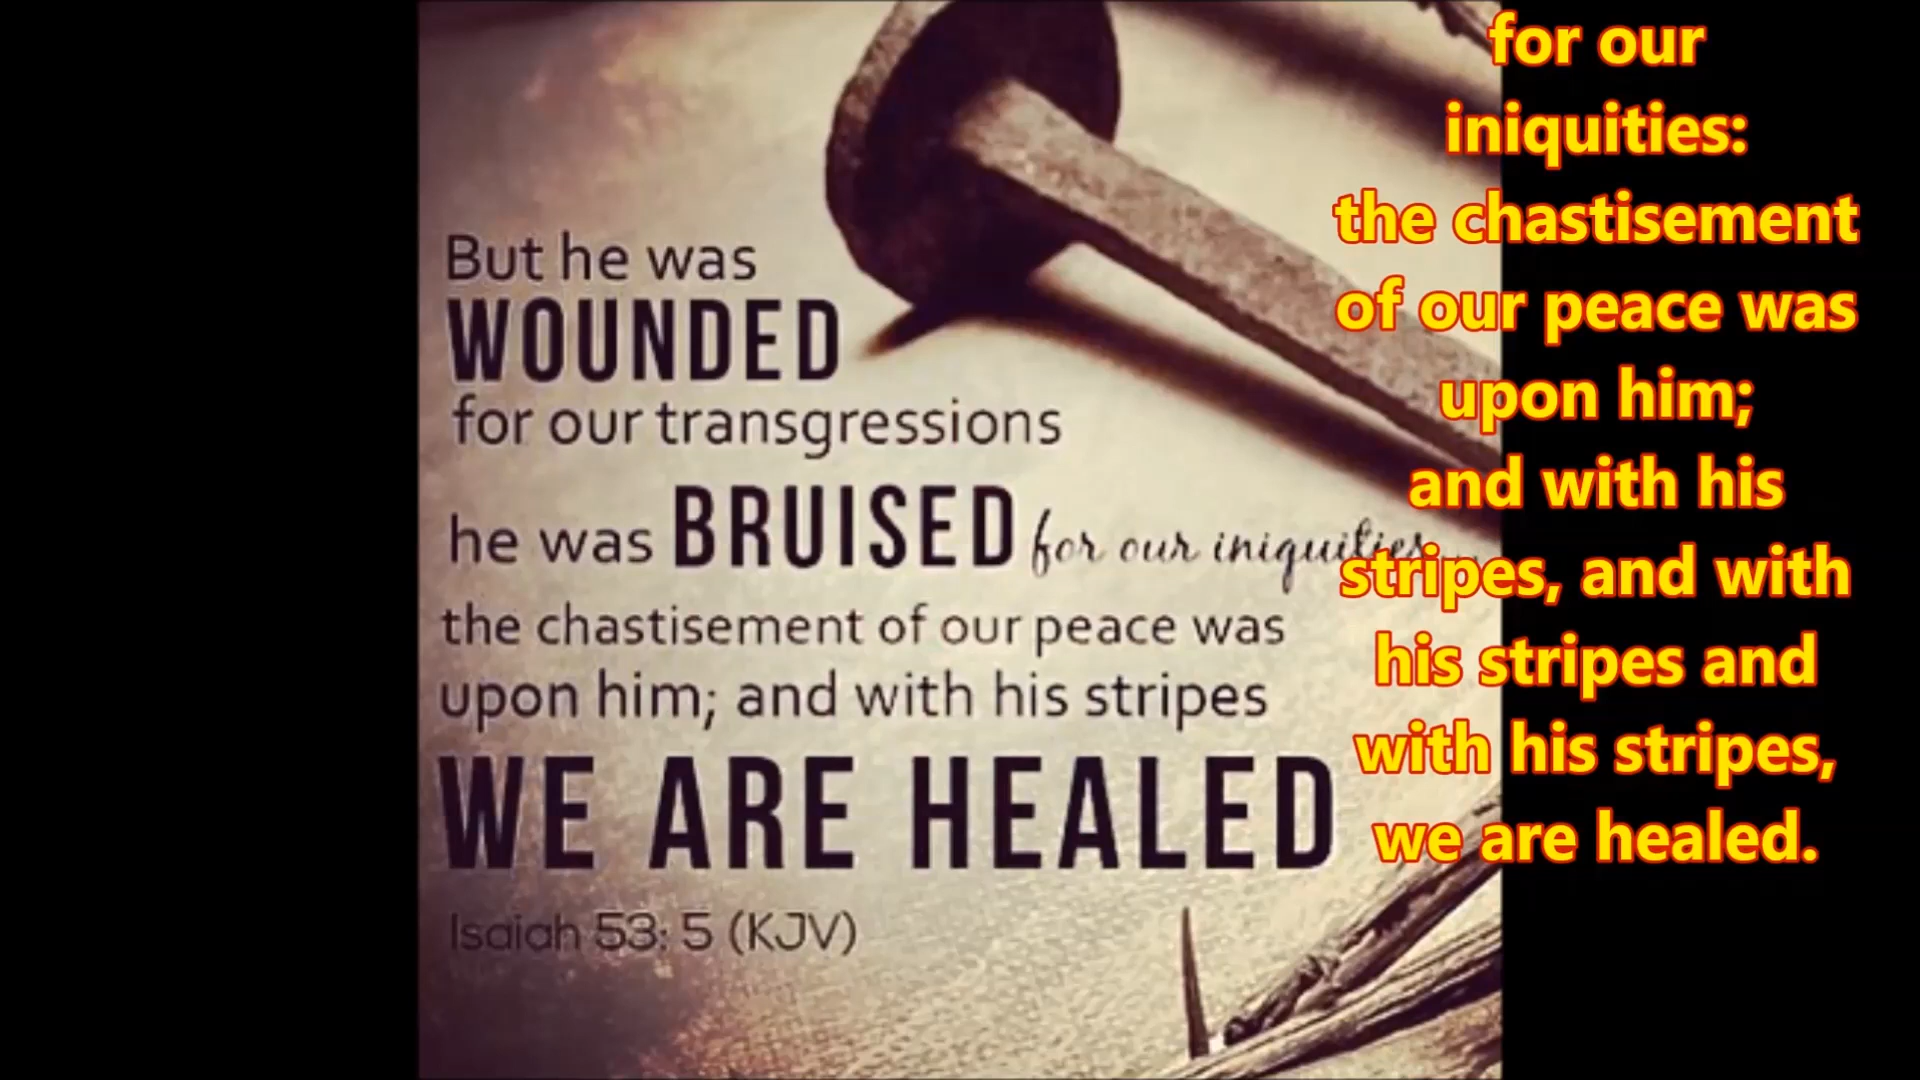 But he was
WOUNDED
for our transgressions
he was BRUISED for our iniquities
the chastisement of our peace was
upon him; and with his stripes
WE ARE HEALED
Isaiah 53: 5 (KJV)
for our
iniquities:
the chastisement
of our peace was
upon him;
and with his
stripes, and with
his stripes and
with his stripes,
we are healed.